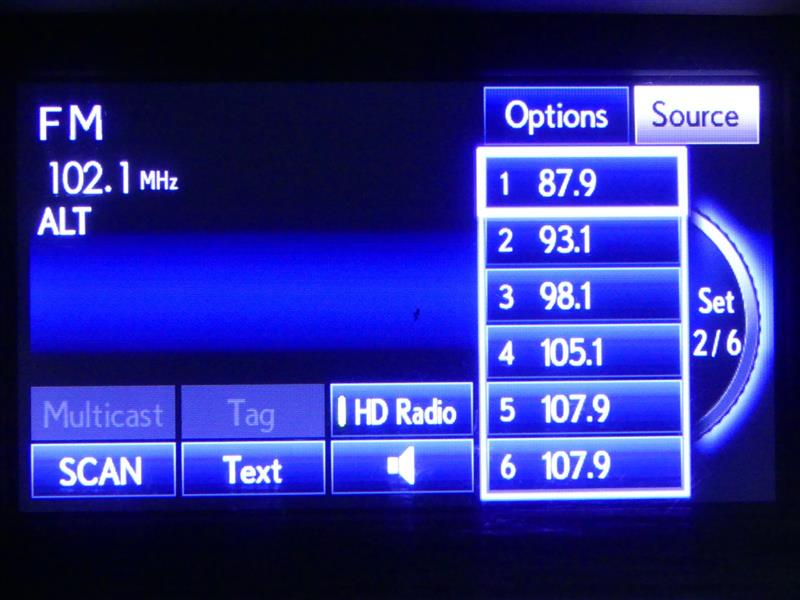 FM
102.1 MHz
ALT
Options
Source
1 87.9
2 93.1
3 98.1
4 105.1
5 107.9
6 107.9
Set
2/6
Multicast
Tag
HD Radio
SCAN
Text